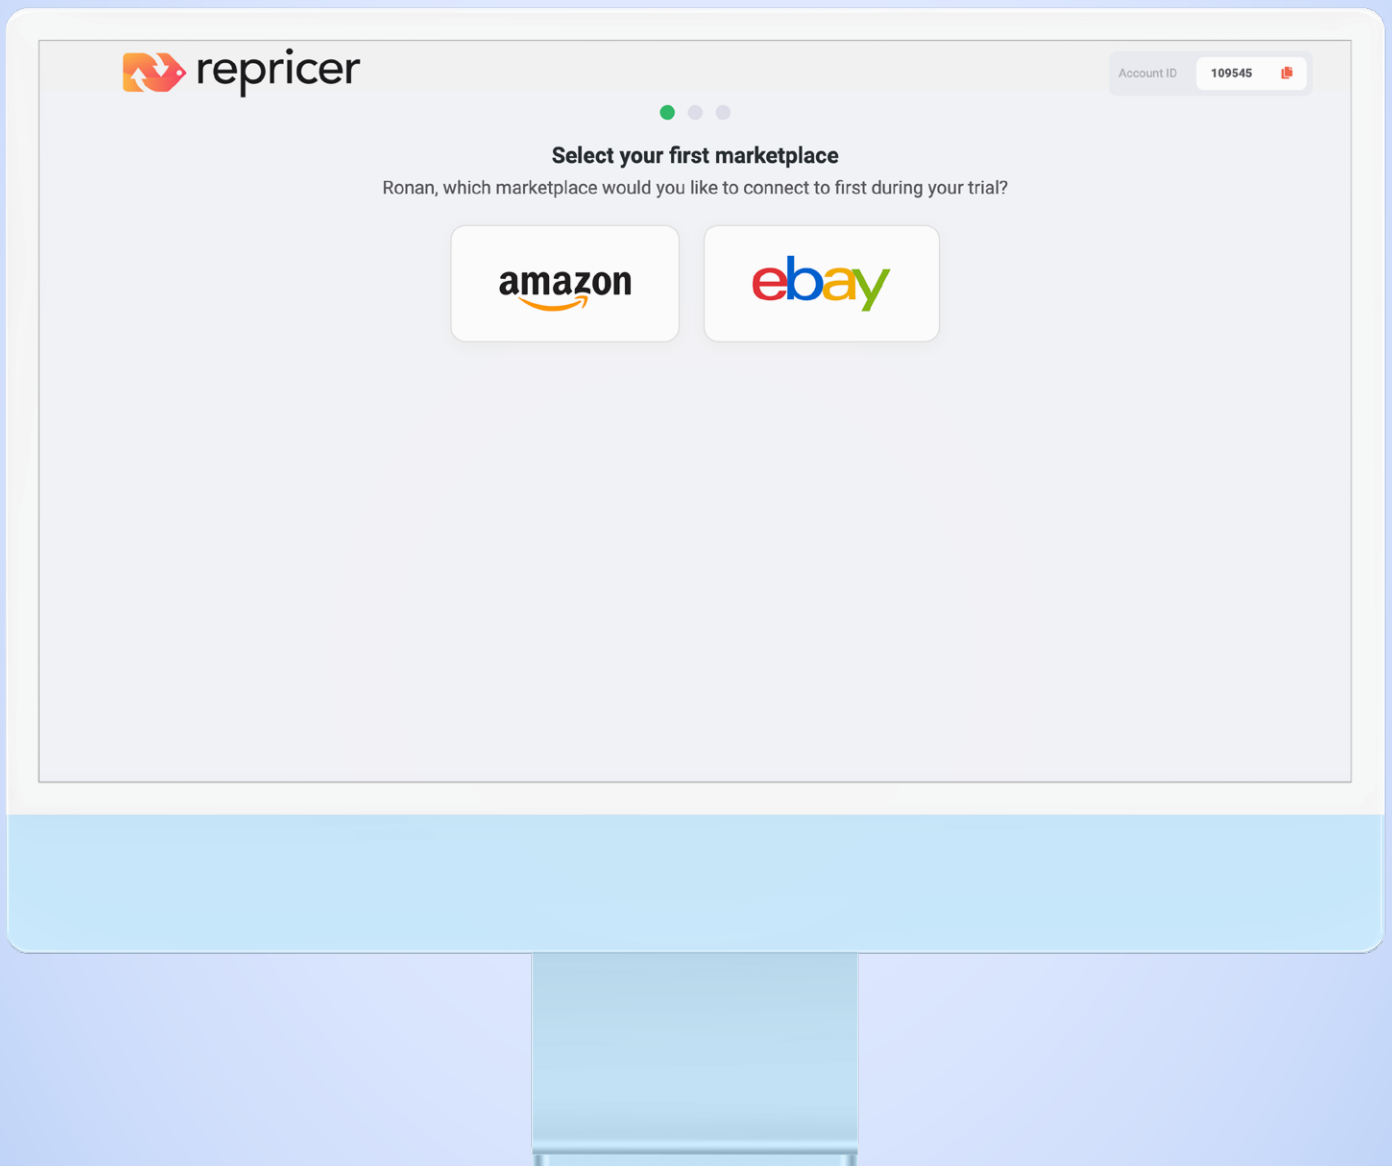 repricer
Account ID 109545
Select your first marketplace
Ronan, which marketplace would you like to connect to first during your trial?
amazon
ebay